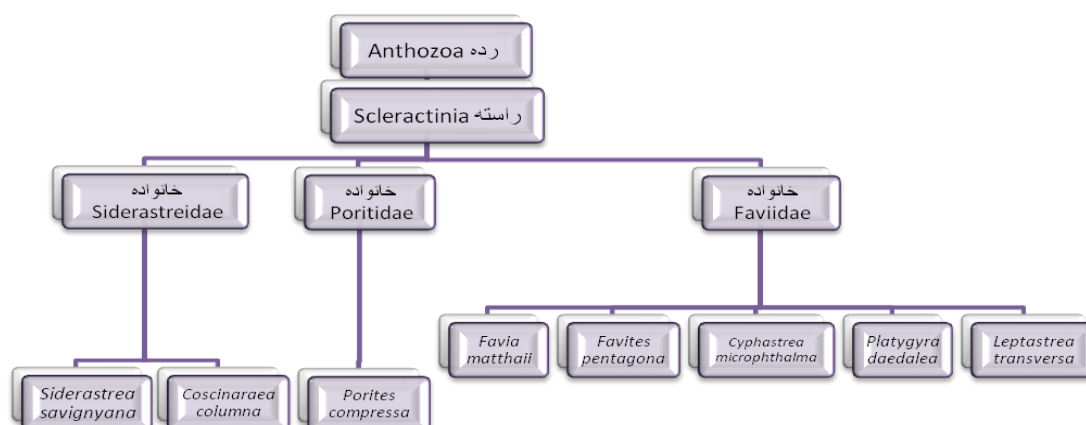 رده Anthozoa
راسته Scleractinia
خانواده
Siderastreidae
خانواده
Poritidae
خانواده
Faviidae
Favia
matthaii
Favites
pentagona
Cyphastrea
microphthalma
Platygyra
daedalea
Leptastrea
transversa
Siderastrea
savignyana
Coscinaraea
columna
Porites
compressa